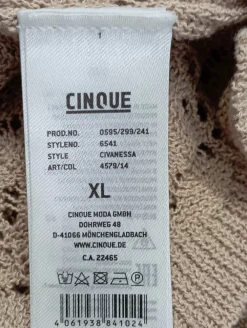 1
CINQUE
PROD.NO. 0595/299/241
STYLENO. 6541
STYLE CIVANESSA
ART/COL 4579/14
XL
CINQUE MODA GMBH
DOHRWEG 48
D-41066 MÖNCHENGLADBACH
WWW.CINQUE.DE
C.A. 22465
4 061938 841024